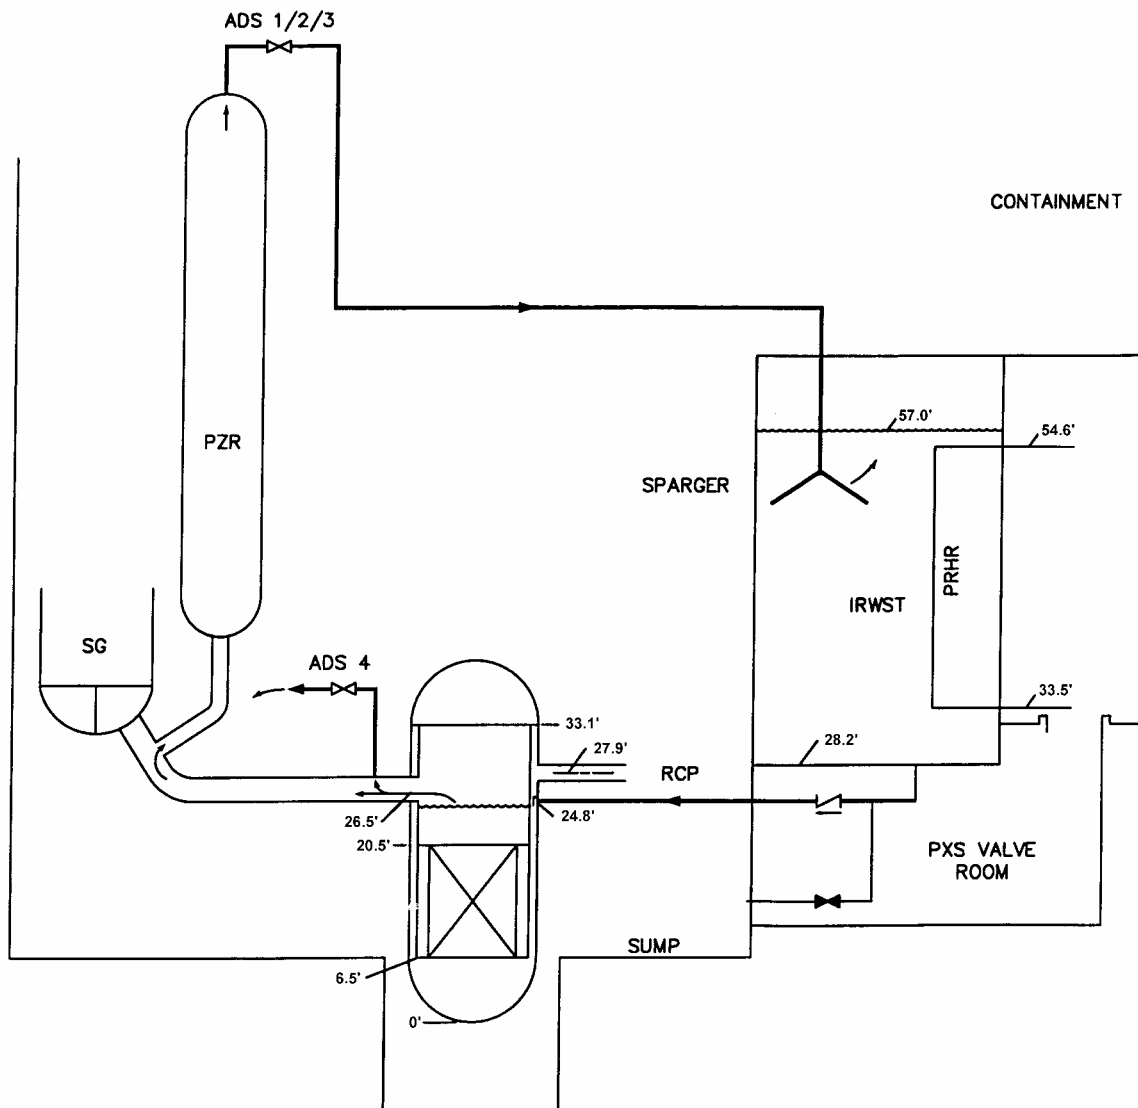 ADS 1/2/3
CONTAINMENT
57.0'
54.6'
PZR
SPARGER
PRHR
IRWST
SG
ADS 4
33.5'
33.1'
27.9'
28.2'
RCP
26.5'
24.8'
20.5'
PXS VALVE
ROOM
SUMP
6.5'
0'